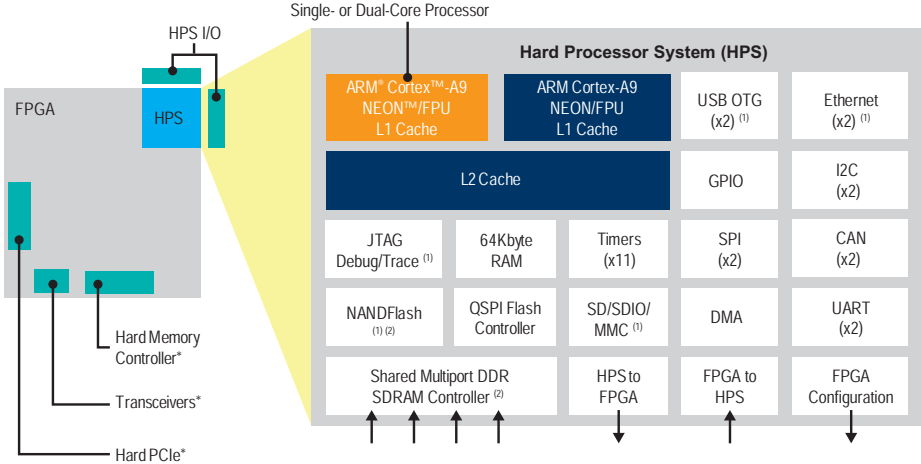 Single- or Dual-Core Processor
HPS I/O
FPGA
HPS
Hard Memory
Controller*
Transceivers*
Hard PCIe*
Hard Processor System (HPS)
ARM® Cortex™-A9
NEON™/FPU
L1 Cache
ARM Cortex-A9
NEON/FPU
L1 Cache
USB OTG
(x2) (1)
Ethernet
(x2) (1)
L2 Cache
GPIO
I2C
(x2)
JTAG
Debug/Trace (1)
64Kbyte
RAM
Timers
(x11)
SPI
(x2)
CAN
(x2)
NANDFlash
(1) (2)
QSPI Flash
Controller
SD/SDIO/
MMC (1)
DMA
UART
(x2)
Shared Multiport DDR
SDRAM Controller (2)
HPS to
FPGA
FPGA to
HPS
FPGA
Configuration